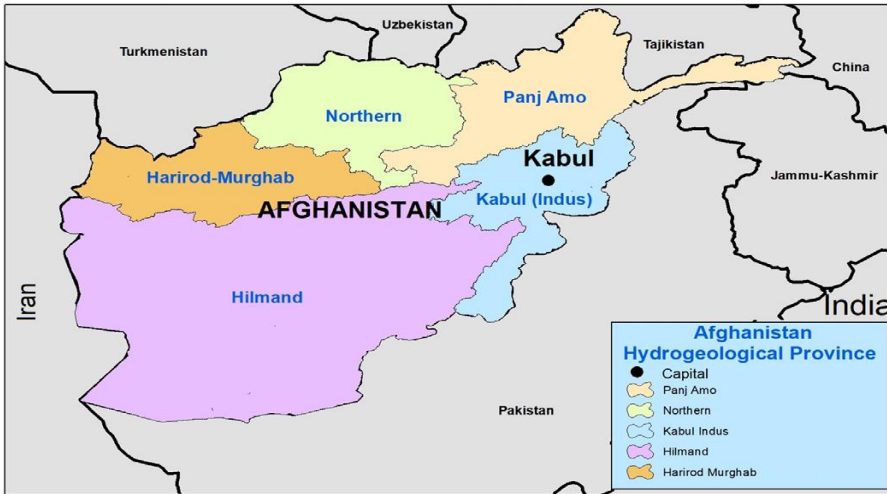 Uzbekistan
Turkmenistan
Tajikistan
China
Panj Amo
Northern
Kabul
Harirod-Murghab
Jammu-Kashmir
Kabul (Indus)
AFGHANISTAN
Iran
Hilmand
India
Pakistan
Afghanistan
Hydrogeological Province
Capital
Panj Amo
Northern
Kabul Indus
Hilmand
Harirod Murghab